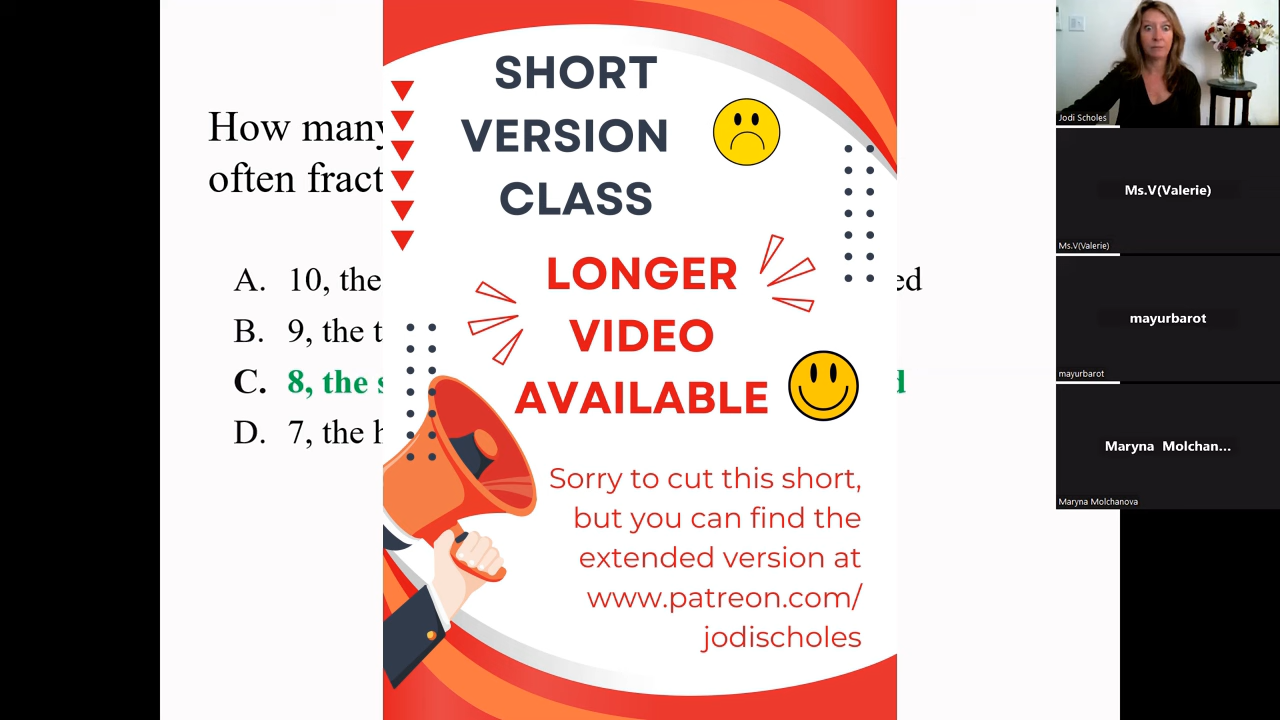 How many
often fract
A. 10, the
ed
B. 9, the t
C. 8, the s
d
D. 7, the h
SHORT
VERSION
CLASS
LONGER
VIDEO
AVAILABLE
Sorry to cut this short,
but you can find the
extended version at
www.patreon.com/
jodischoles
Jodi Scholes
Ms.V(Valerie)
Ms.V(Valerie)
mayurbarot
mayurbarot
Maryna Molchan...
Maryna Molchanova